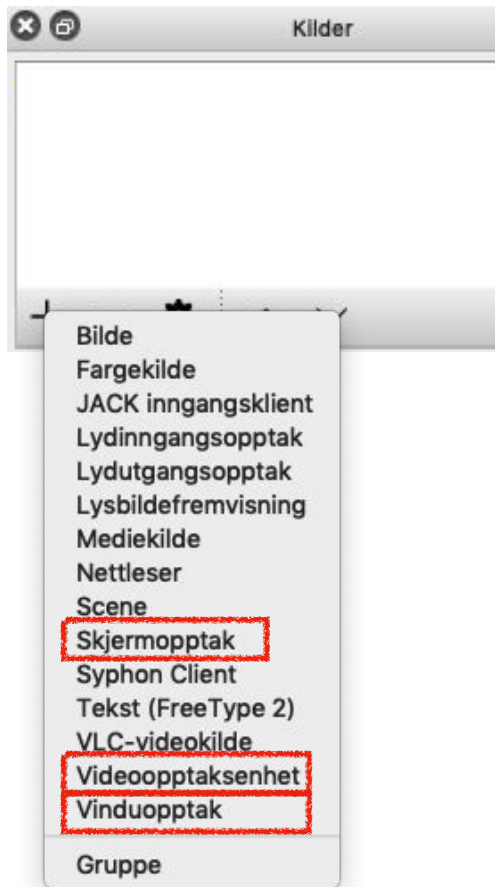 Kilder
Bilde
Fargekilde
JACK inngangsklient
Lydinngangsopptak
Lydutgangsopptak
Lysbildefremvisning
Mediekilde
Nettleser
Scene
Skjermopptak
Syphon Client
Tekst (FreeType 2)
VLC-videokilde
Videoopptaksenhet
Vinduopptak
Gruppe